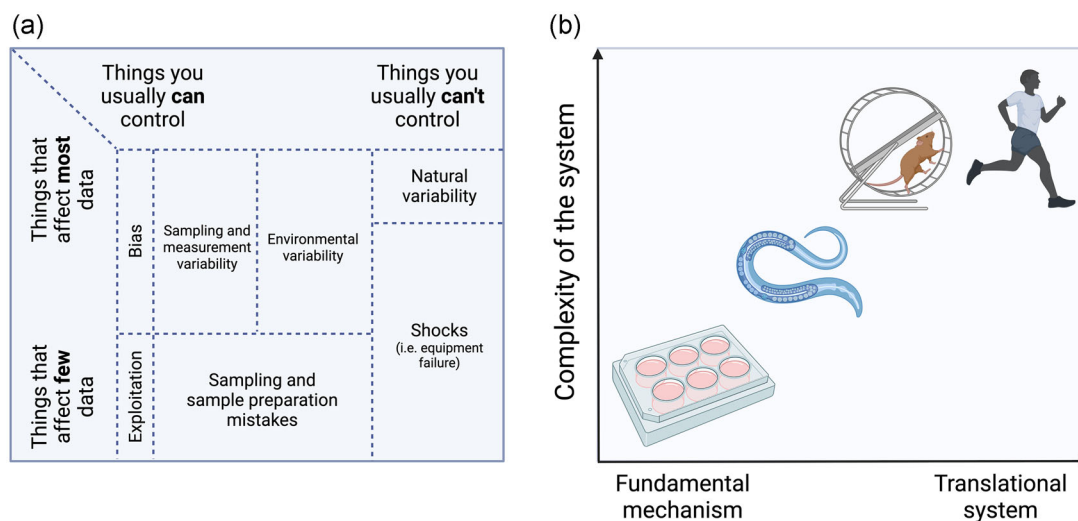 (a)
Things you
usually can
control
Things you
usually can't
control
Things that
affect most
data
Bias
Sampling and
measurement
variability
Environmental
variability
Natural
variability
Shocks
(i.e. equipment
failure)
Things that
affect few
data
Exploitation
Sampling and
sample preparation
mistakes
(b)
Complexity of the system
Fundamental
mechanism
Translational
system